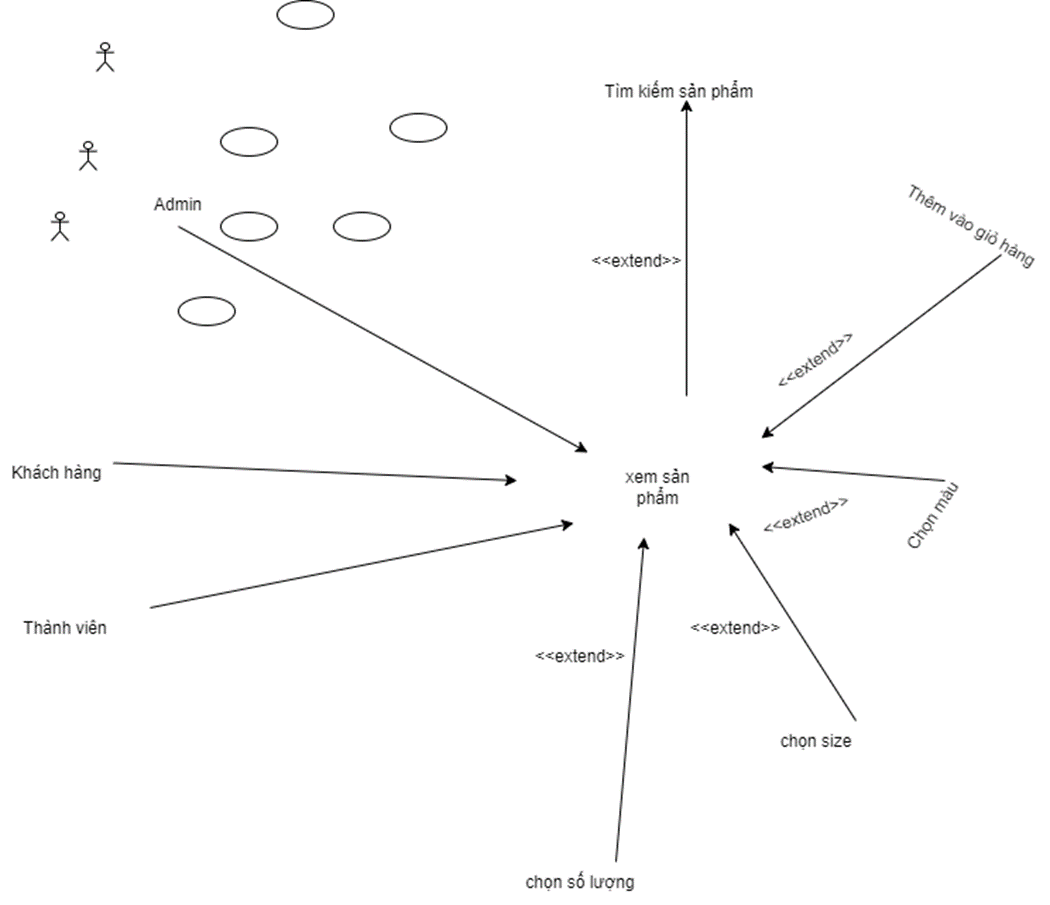 Tìm kiếm sản phẩm
Admin
Thêm vào giỏ hàng
<<extend>>
<<extend>>
Khách hàng
xem sản
phẩm
Chọn màu
<<extend>>
Thành viên
<<extend>>
<<extend>>
chọn size
chọn số lượng